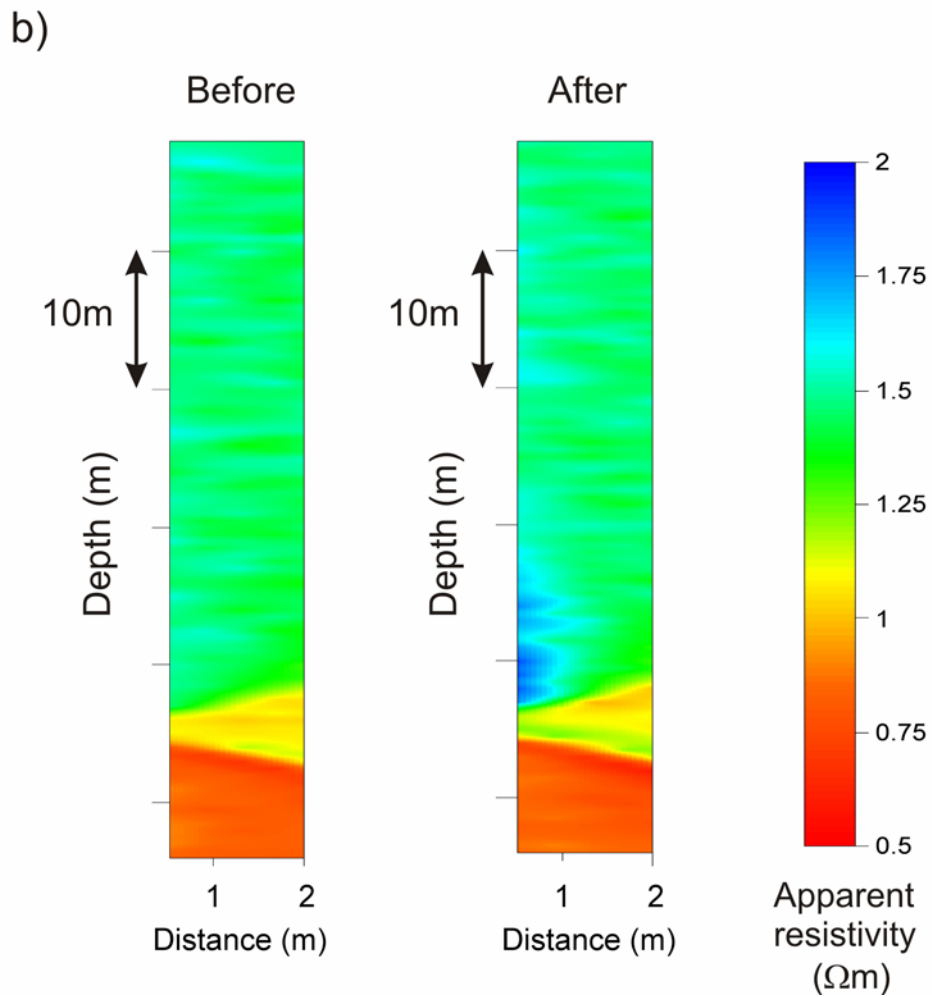 b)
Before
After
10m
10m
Depth (m)
Depth (m)
1
2
1
2
Distance (m)
Distance (m)
2
1.75
1.5
1.25
1
0.75
0.5
Apparent
resistivity
(Ωm)